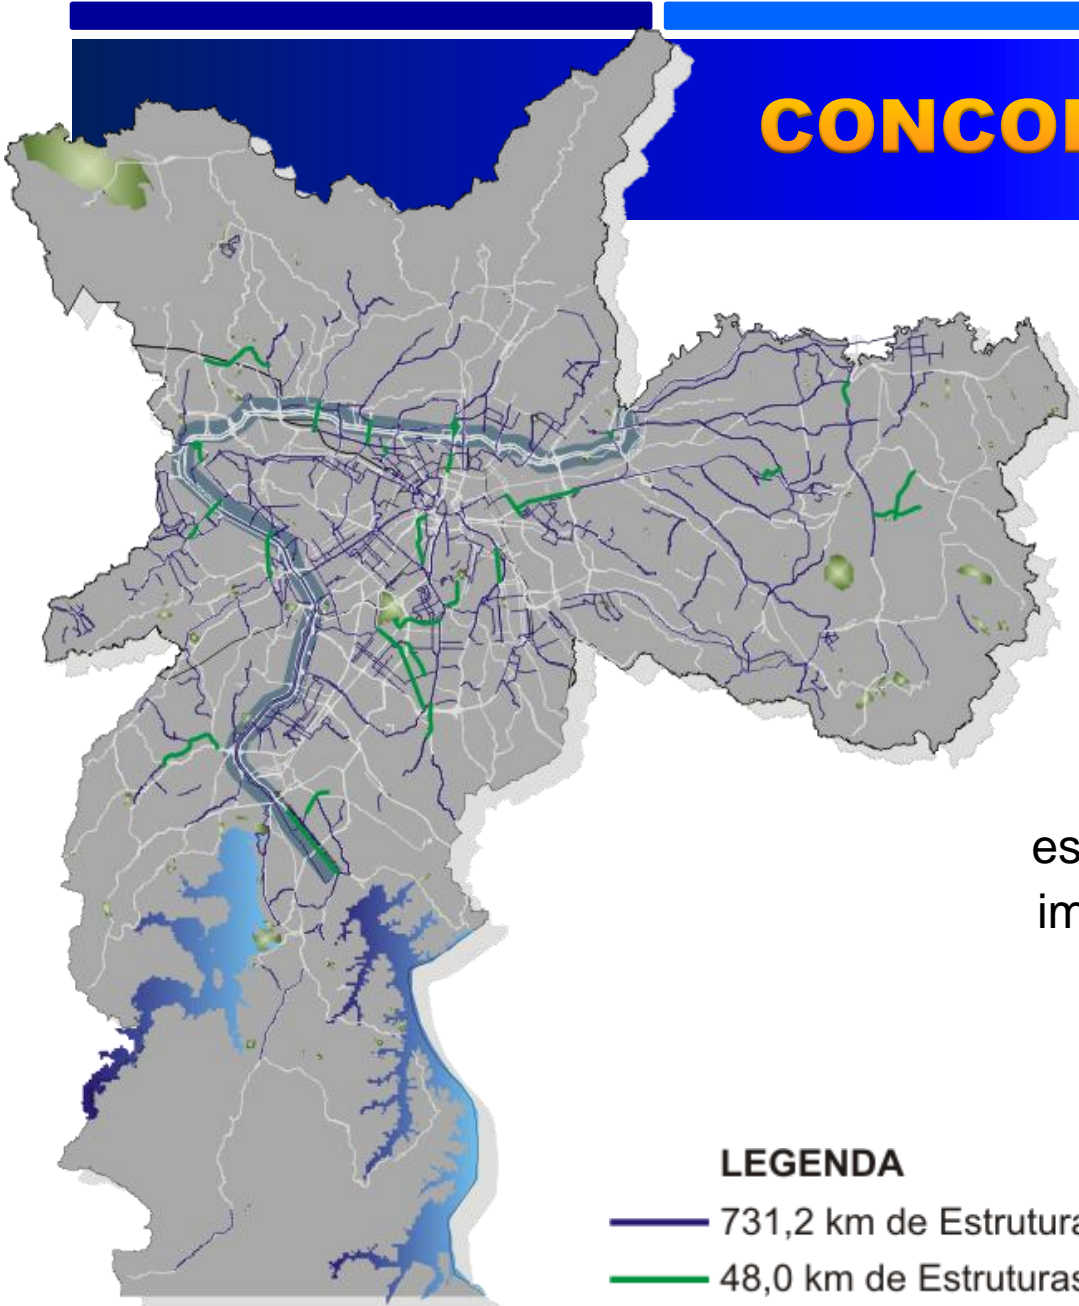 CONCO
es
im
LEGENDA
731,2 km de Estrutura
48,0 km de Estruturas